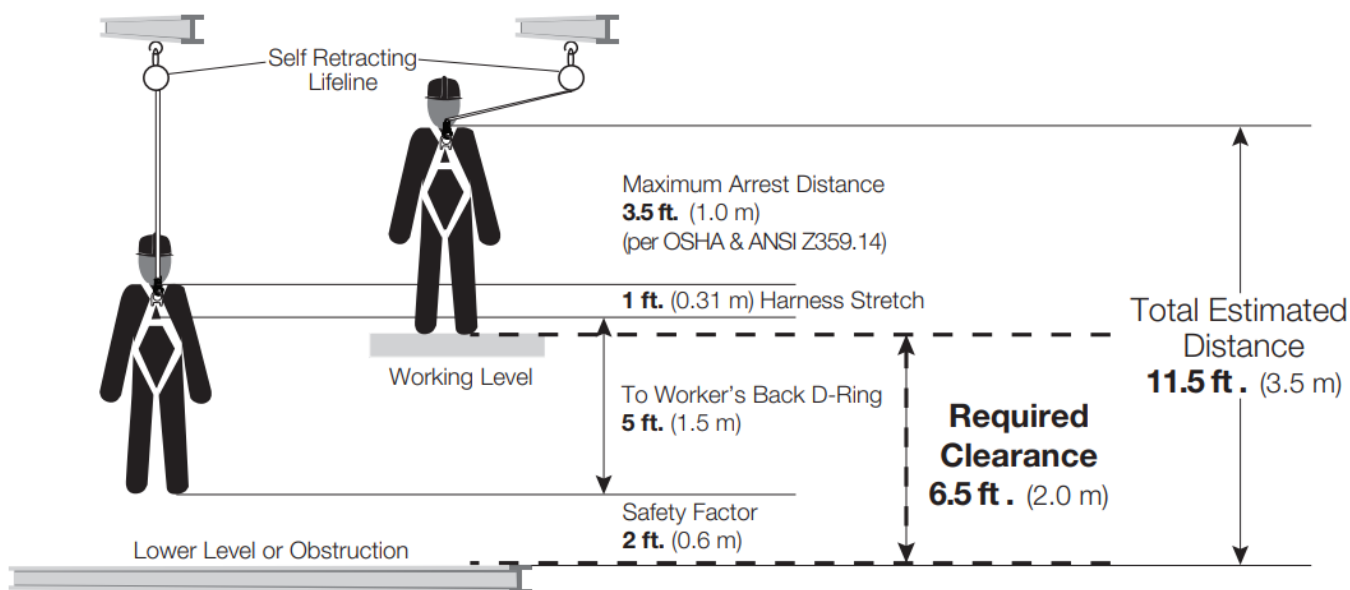 Self Retracting
Lifeline
Maximum Arrest Distance
3.5 ft. (1.0 m)
(per OSHA & ANSI Z359.14)
1 ft. (0.31 m) Harness Stretch
Working Level
To Worker's Back D-Ring
5 ft. (1.5 m)
Required
Clearance
6.5 ft . (2.0 m)
Total Estimated
Distance
11.5 ft . (3.5 m)
Safety Factor
2 ft. (0.6 m)
Lower Level or Obstruction